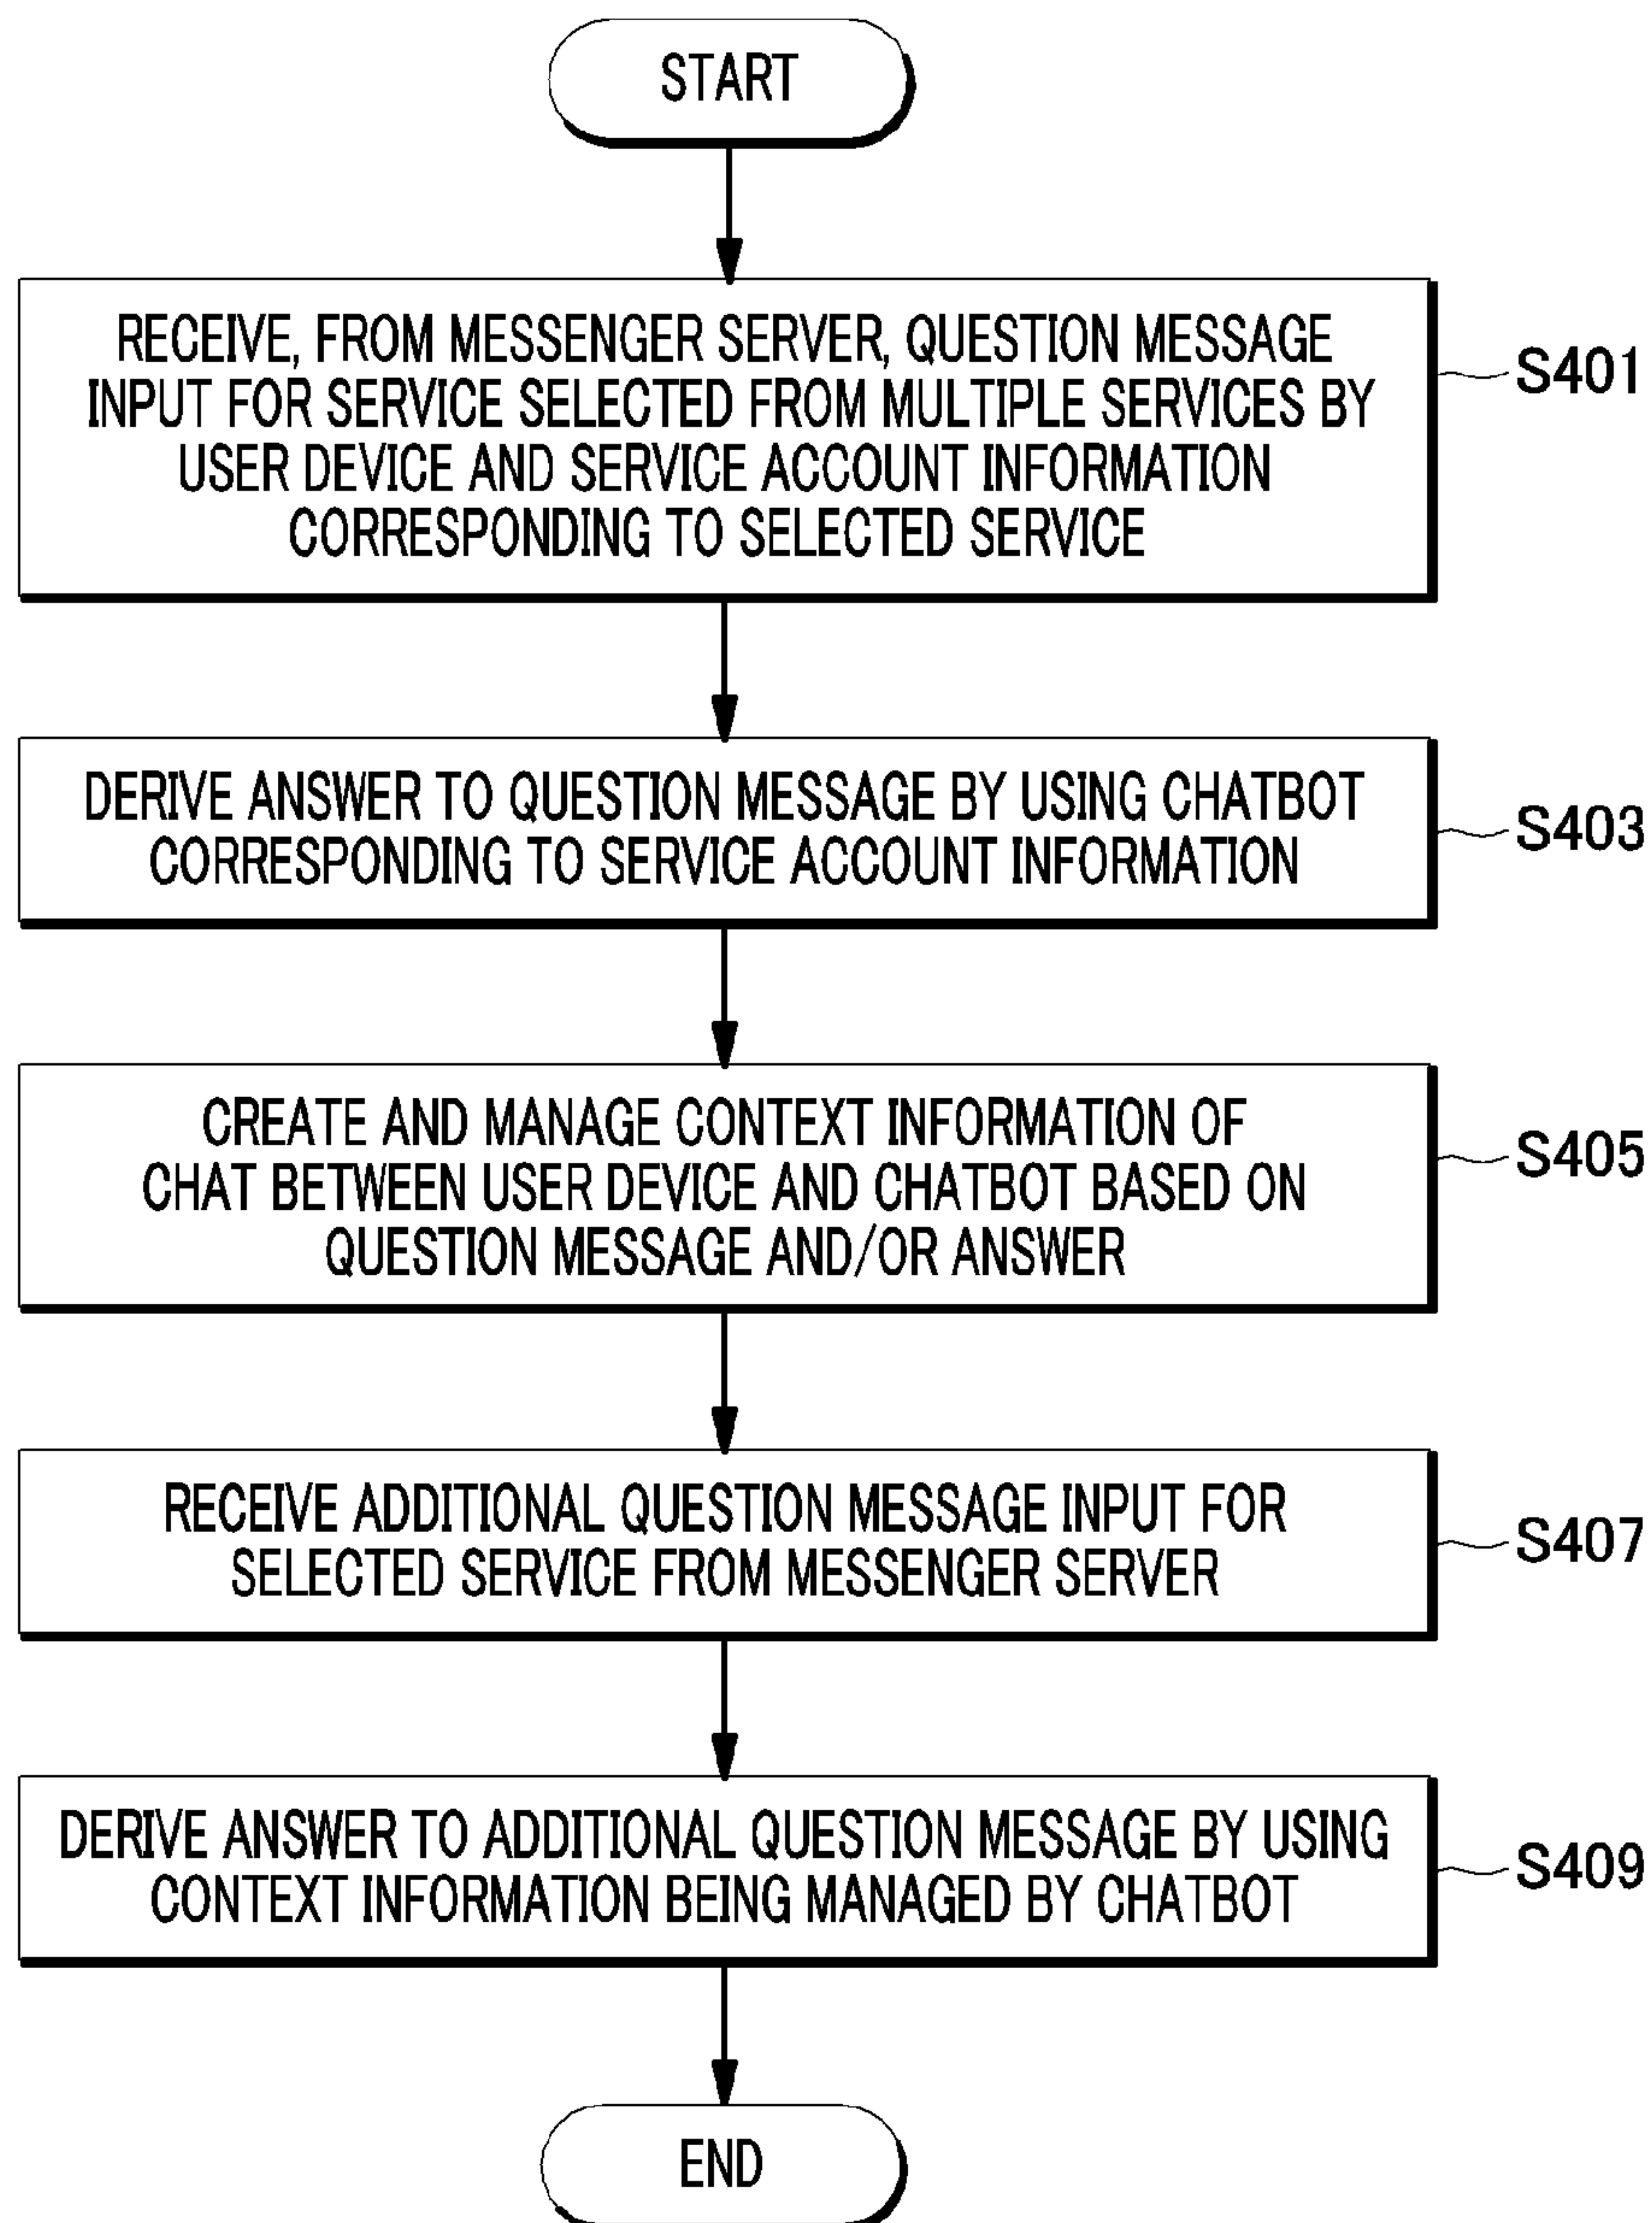 START
RECEIVE, FROM MESSENGER SERVER, QUESTION MESSAGE
INPUT FOR SERVICE SELECTED FROM MULTIPLE SERVICES BY
USER DEVICE AND SERVICE ACCOUNT INFORMATION
CORRESPONDING TO SELECTED SERVICE
S401
DERIVE ANSWER TO QUESTION MESSAGE BY USING CHATBOT
CORRESPONDING TO SERVICE ACCOUNT INFORMATION
S403
CREATE AND MANAGE CONTEXT INFORMATION OF
CHAT BETWEEN USER DEVICE AND CHATBOT BASED ON
QUESTION MESSAGE AND/OR ANSWER
S405
RECEIVE ADDITIONAL QUESTION MESSAGE INPUT FOR
SELECTED SERVICE FROM MESSENGER SERVER
S407
DERIVE ANSWER TO ADDITIONAL QUESTION MESSAGE BY USING
CONTEXT INFORMATION BEING MANAGED BY CHATBOT
S409
END